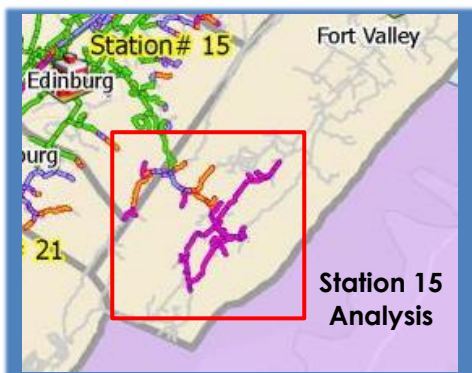 Station# 15
Fort Valley
Edinburg
burg
# 21
Station 15
Analysis